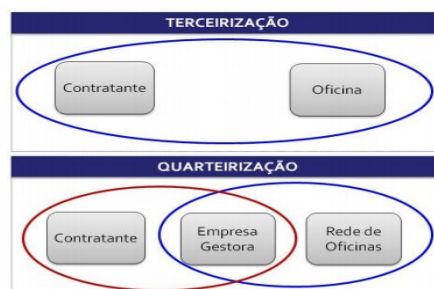 TERCEIRIZAÇÃO
Contratante
Oficina
QUARTEIRIZAÇÃO
Contratante
Empresa
Gestora
Rede de
Oficinas